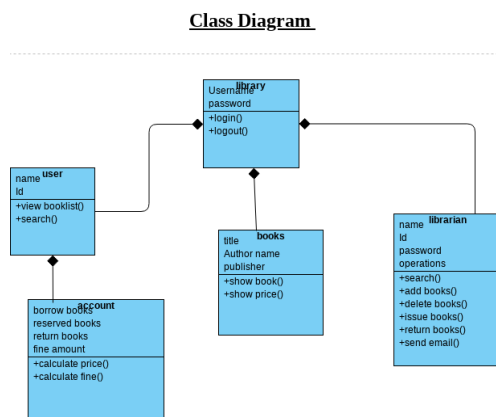 Class Diagram
library
Username
password
+login()
+logout()
user
name
Id
+view booklist()
+search()
books
title
Author name
publisher
+show book()
+show price()
librarian
name
Id
password
operations
+search()
+add books()
+delete books()
+issue books()
+return books()
+send email()
account
borrow books
reserved books
return books
fine amount
+calculate price()
+calculate fine()